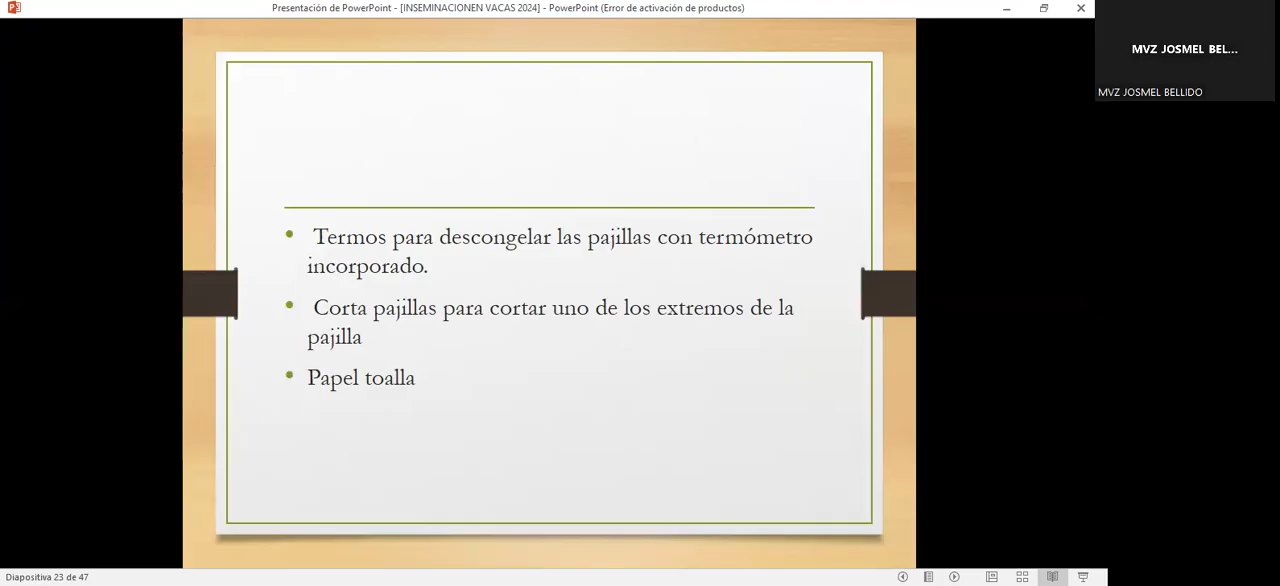 Presentación de PowerPoint - [INSEMINACIONEN VACAS 2024] - PowerPoint (Error de activación de productos)
MVZ JOSMEL BEL...
MVZ JOSMEL BELLIDO
• Termos para descongelar las pajillas con termómetro
incorporado.
• Corta pajillas para cortar uno de los extremos de la
pajilla
• Papel toalla
Diapositiva 23 de 47